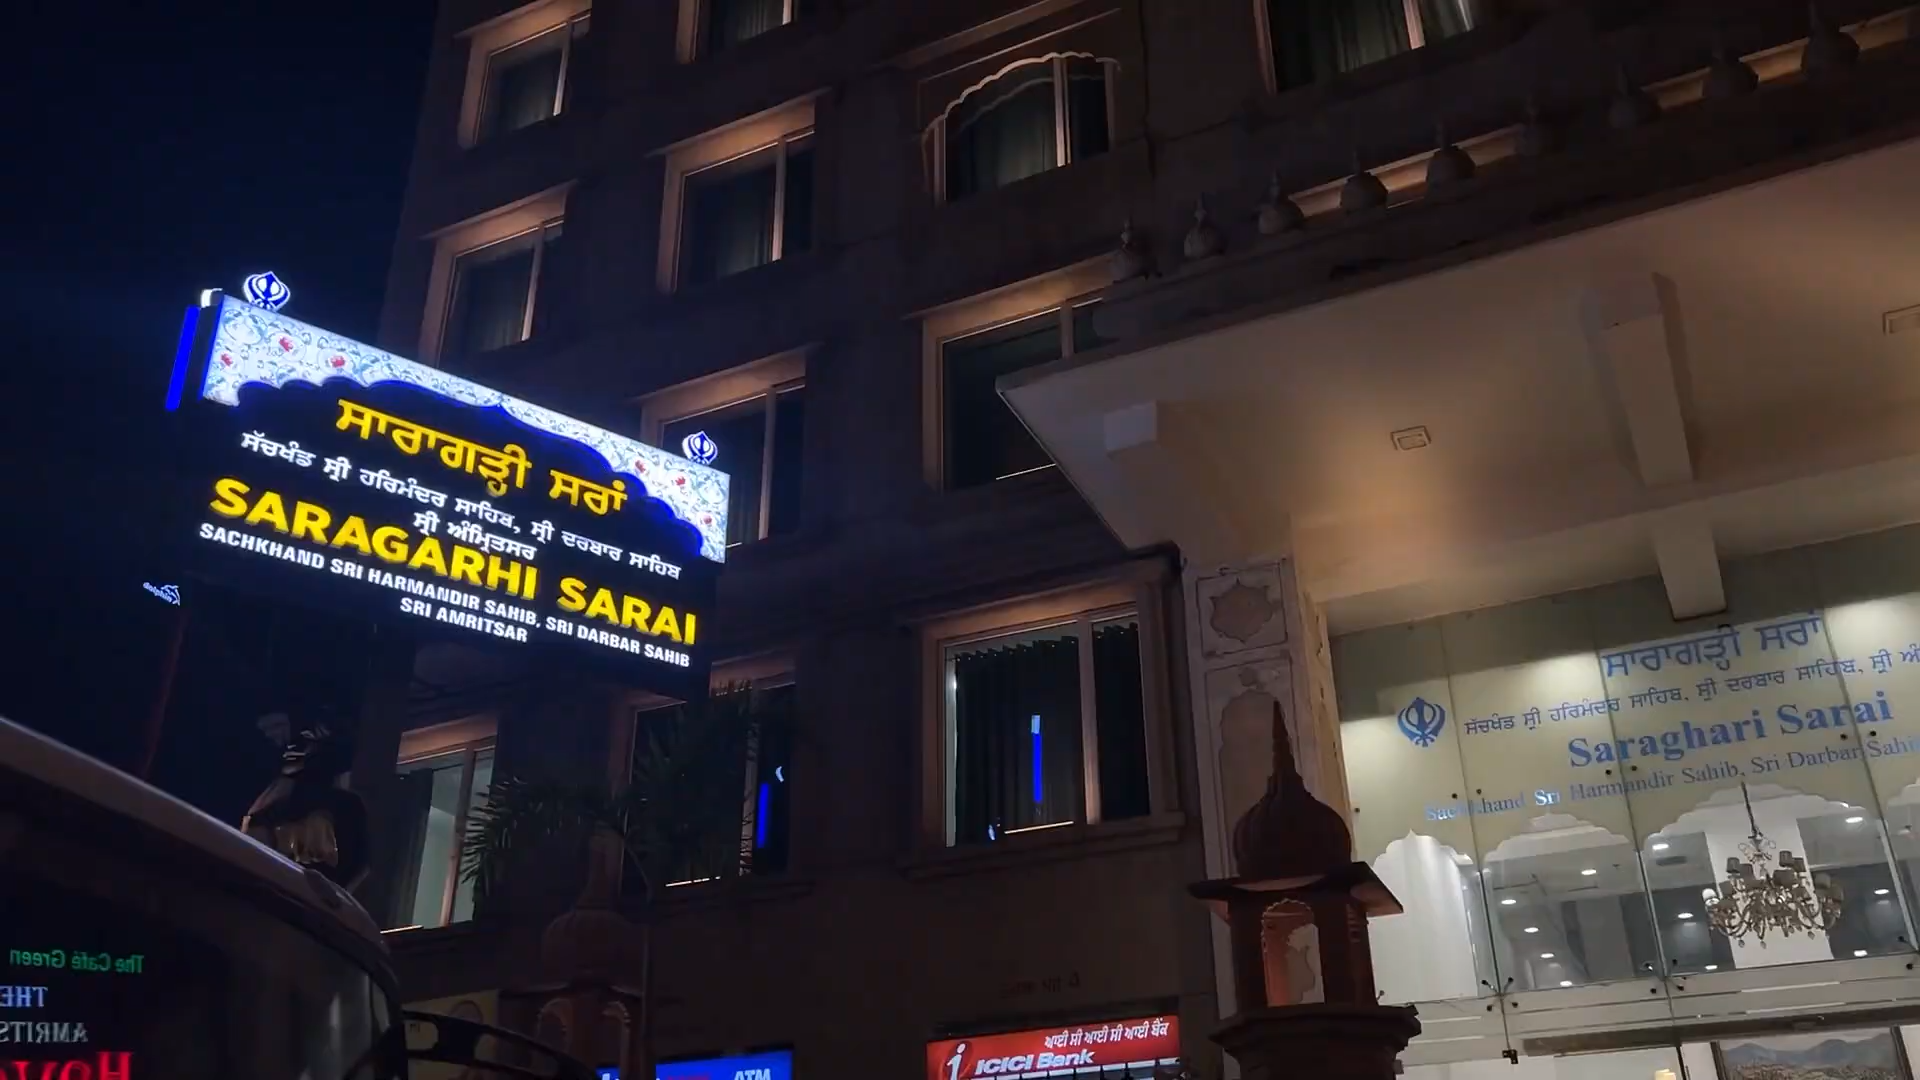 ਸਾਰਾਗੜ੍ਹੀ ਸਰਾਂ
ਸੱਚਖੰਡ ਸ੍ਰੀ ਹਰਿਮੰਦਰ ਸਾਹਿਬ, ਸ੍ਰੀ ਦਰਬਾਰ ਸਾਹਿਬ
ਸ੍ਰੀ ਅੰਮ੍ਰਿਤਸਰ
SARAGARHI SARAI
SACHKHAND SRI HARMANDIR SAHIB, SRI DARBAR SAHIB
SRI AMRITSAR
ਸਾਰਾਗੜ੍ਹੀ ਸਰਾਂ
ਸੱਚਖੰਡ ਸ੍ਰੀ ਹਰਿਮੰਦਰ ਸਾਹਿਬ, ਸ੍ਰੀ ਦਰਬਾਰ ਸਾਹਿਬ, ਸ੍ਰੀ
Saraghari Sarai
Sachkhand Sri Harmandir Sahib, Sri Darbar Sahib
The Café Green
THE
ਆਈ ਸੀ ਆਈ ਸੀ ਆਈ ਬੈਂਕ
ICICI Bank
ATM